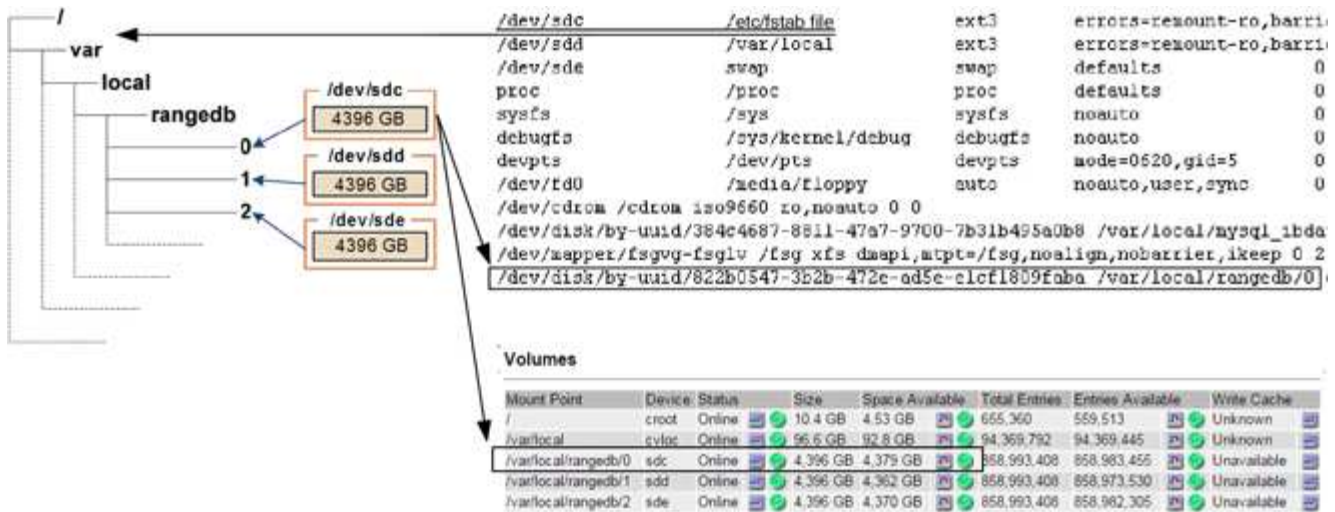 /
var
local
rangedb
0
1
2
/dev/sdc
4396 GB
/dev/sdd
4396 GB
/dev/sde
4396 GB
/dev/sdc /etc/fstab file ext3 errors=remount-ro,barri
/dev/sdd /var/local ext3 errors=remount-ro,barri
/dev/sde swap swap defaults 0
proc /proc proc defaults 0
sysfs /sys sysfs noauto 0
debugfs /sys/kernel/debug debugfs noauto 0
devpts /dev/pts devpts mode=0620,gid=5 0
/dev/fd0 /media/floppy auto noauto,user,sync 0
/dev/cdrom /cdrom iso9660 ro,noauto 0 0
/dev/disk/by-uuid/384c4687-8811-47a7-9700-7b31b495a0b8 /var/local/mysql_ibda
/dev/mapper/fsgvg-fsglv /fsg xfs dmapi,mtpt=/fsg,noalign,nobarrier,ikeep 0 2
/dev/disk/by-uuid/822b0547-3b2b-472e-ad5e-e1cf1809faba /var/local/rangedb/0
Volumes
Mount Point Device Status Size Space Available Total Entries Entries Available Write Cache
/ croot Online 10.4 GB 4.53 GB 655,360 559,513 Unknown
/var/local cvloc Online 96.6 GB 92.8 GB 94,369,792 94,369,445 Unknown
/var/local/rangedb/0 sdc Online 4,396 GB 4,379 GB 858,993,408 858,983,455 Unavailable
/var/local/rangedb/1 sdd Online 4,396 GB 4,362 GB 858,993,408 858,973,530 Unavailable
/var/local/rangedb/2 sde Online 4,396 GB 4,370 GB 858,993,408 858,982,305 Unavailable